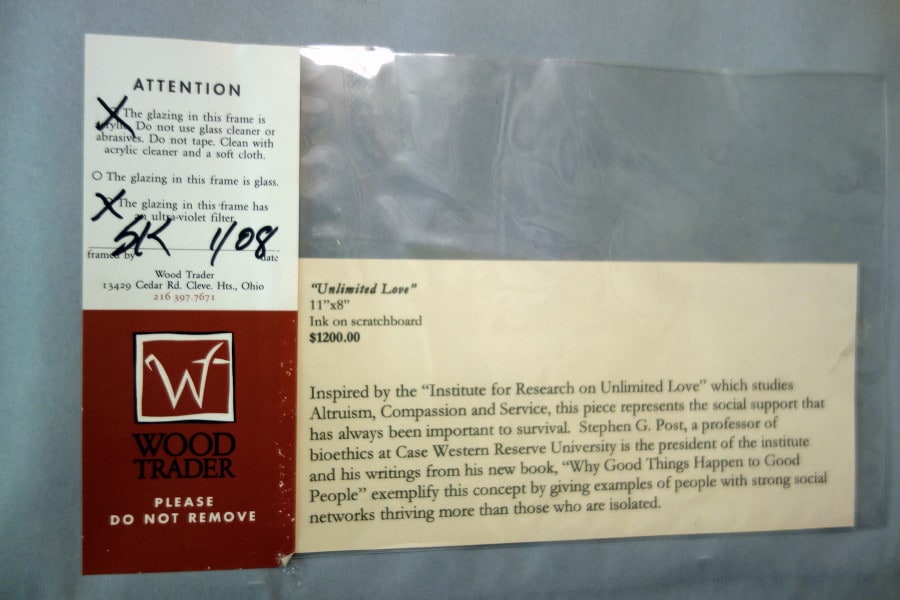 ATTENTION
X The glazing in this frame is
acrylic. Do not use glass cleaner or
abrasives. Do not tape. Clean with
acrylic cleaner and a soft cloth.
O The glazing in this frame is glass.
X The glazing in this frame has
an ultra-violet filter.
SK 1/08
framed by date
Wood Trader
13429 Cedar Rd. Cleve. Hts., Ohio
216 397.7671
WT
WOOD
TRADER
PLEASE
DO NOT REMOVE
“Unlimited Love”
11”x8”
Ink on scratchboard
$1200.00
Inspired by the “Institute for Research on Unlimited Love” which studies
Altruism, Compassion and Service, this piece represents the social support that
has always been important to survival. Stephen G. Post, a professor of
bioethics at Case Western Reserve University is the president of the institute
and his writings from his new book, “Why Good Things Happen to Good
People” exemplify this concept by giving examples of people with strong social
networks thriving more than those who are isolated.